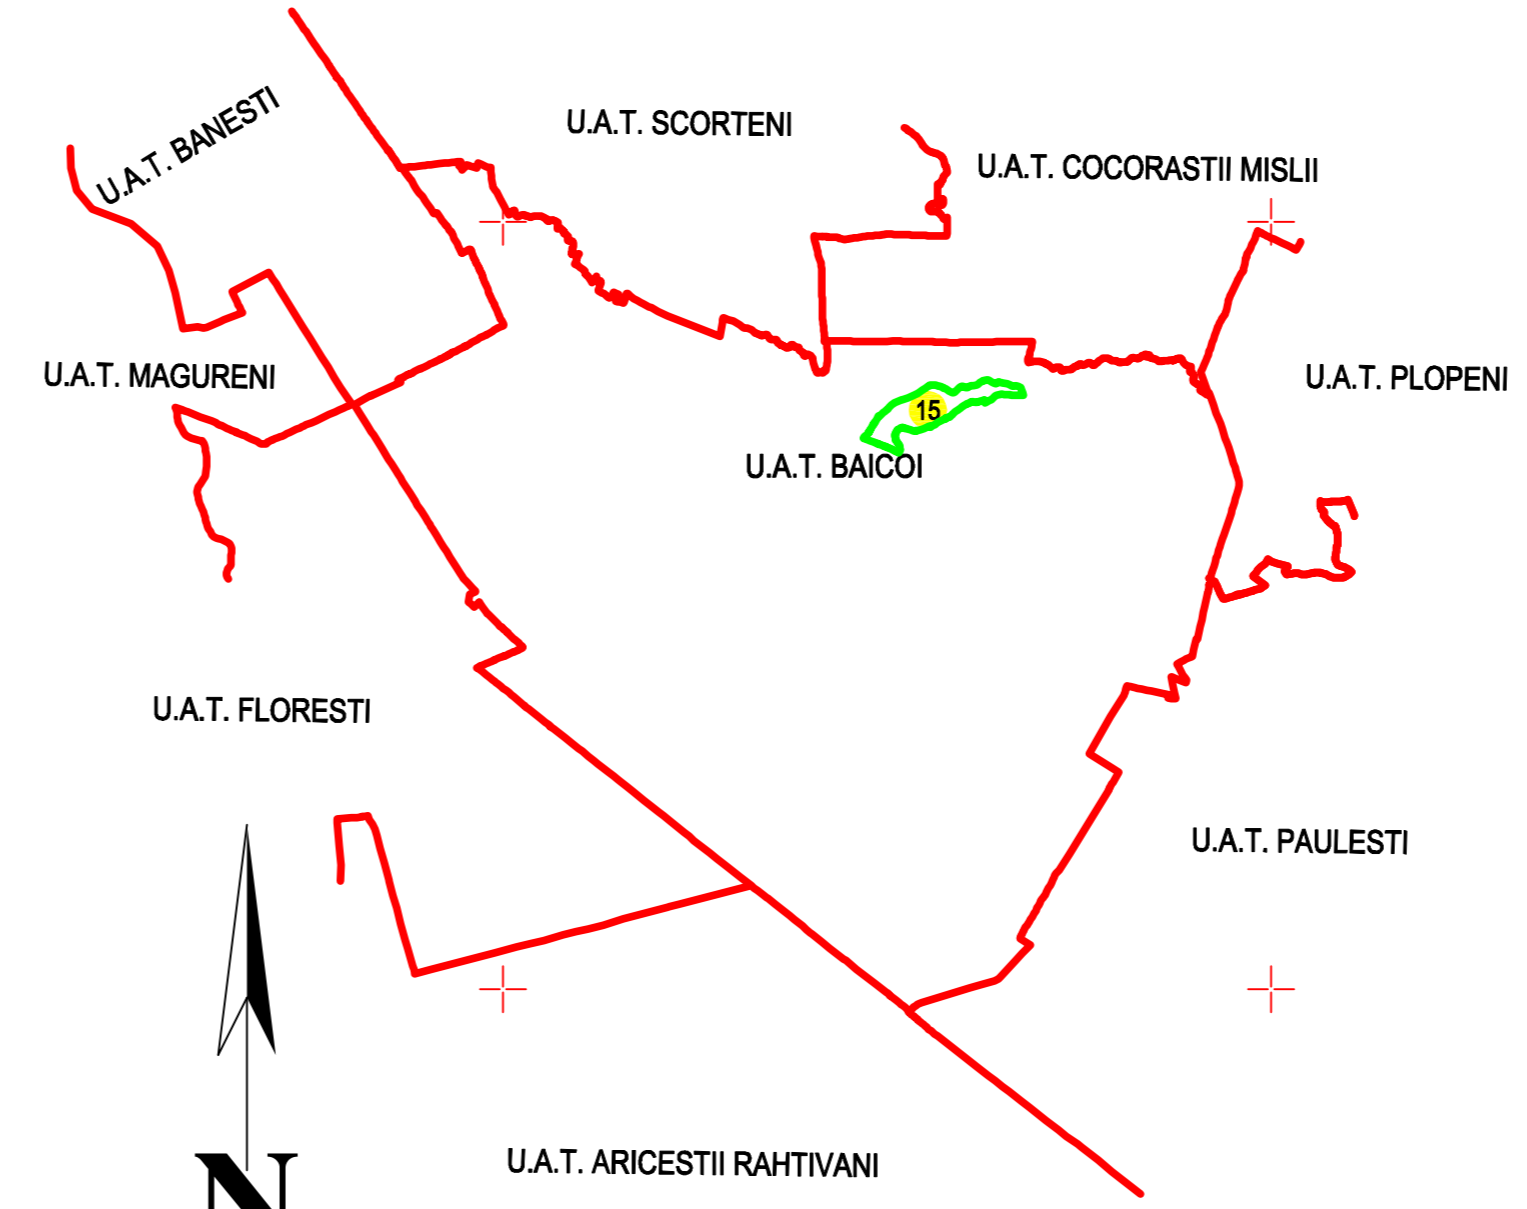 U.A.T. BANESTI
U.A.T. SCORTENI
U.A.T. COCORASTII MISLII
U.A.T. MAGURENI
U.A.T. PLOPENI
15
U.A.T. BAICOI
U.A.T. FLORESTI
U.A.T. PAULESTI
U.A.T. ARICESTII RAHTIVANI
N